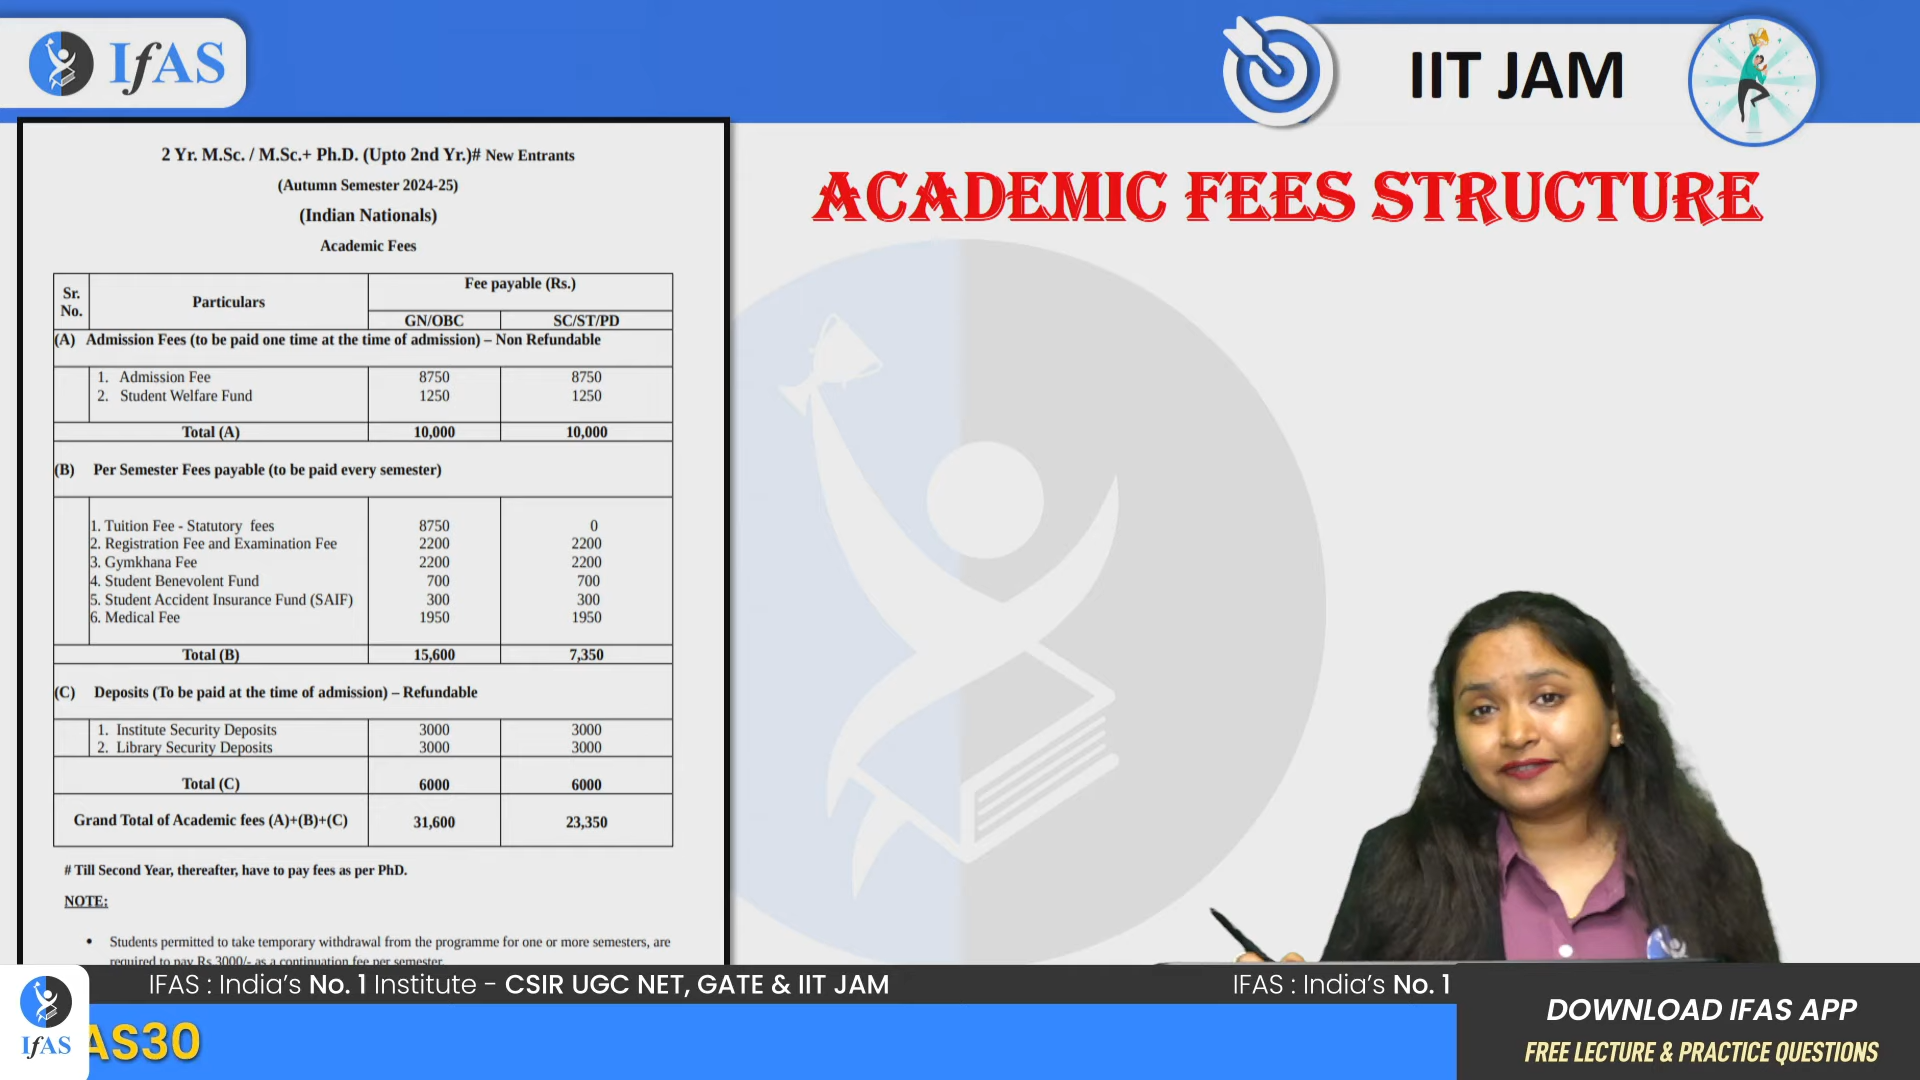 IfAS
IIT JAM
2 Yr. M.Sc. / M.Sc.+ Ph.D. (Upto 2nd Yr.)# New Entrants
(Autumn Semester 2024-25)
(Indian Nationals)
Academic Fees
ACADEMIC FEES STRUCTURE
Sr. No. Particulars Fee payable (Rs.)
GN/OBC SC/ST/PD
(A) Admission Fees (to be paid one time at the time of admission) – Non Refundable
1. Admission Fee 8750 8750
2. Student Welfare Fund 1250 1250
Total (A) 10,000 10,000
(B) Per Semester Fees payable (to be paid every semester)
1. Tuition Fee - Statutory fees 8750 0
2. Registration Fee and Examination Fee 2200 2200
3. Gymkhana Fee 2200 2200
4. Student Benevolent Fund 700 700
5. Student Accident Insurance Fund (SAIF) 300 300
6. Medical Fee 1950 1950
Total (B) 15,600 7,350
(C) Deposits (To be paid at the time of admission) – Refundable
1. Institute Security Deposits 3000 3000
2. Library Security Deposits 3000 3000
Total (C) 6000 6000
Grand Total of Academic fees (A)+(B)+(C) 31,600 23,350
# Till Second Year, thereafter, have to pay fees as per PhD.
NOTE:
• Students permitted to take temporary withdrawal from the programme for one or more semesters, are
required to pay Rs 3000/- as a continuation fee per semester.
IFAS : India's No. 1 Institute - CSIR UGC NET, GATE & IIT JAM
IFAS : India's No. 1
IfAS
AS30
DOWNLOAD IFAS APP
FREE LECTURE & PRACTICE QUESTIONS